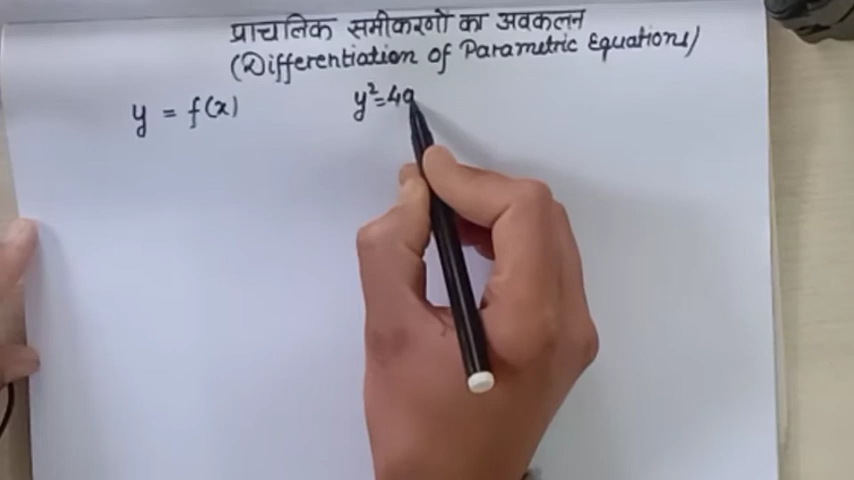 प्राचलिक समीकरणों का अवकलन
(Differentiation of Parametric Equations)
y = f(x) y²=4a